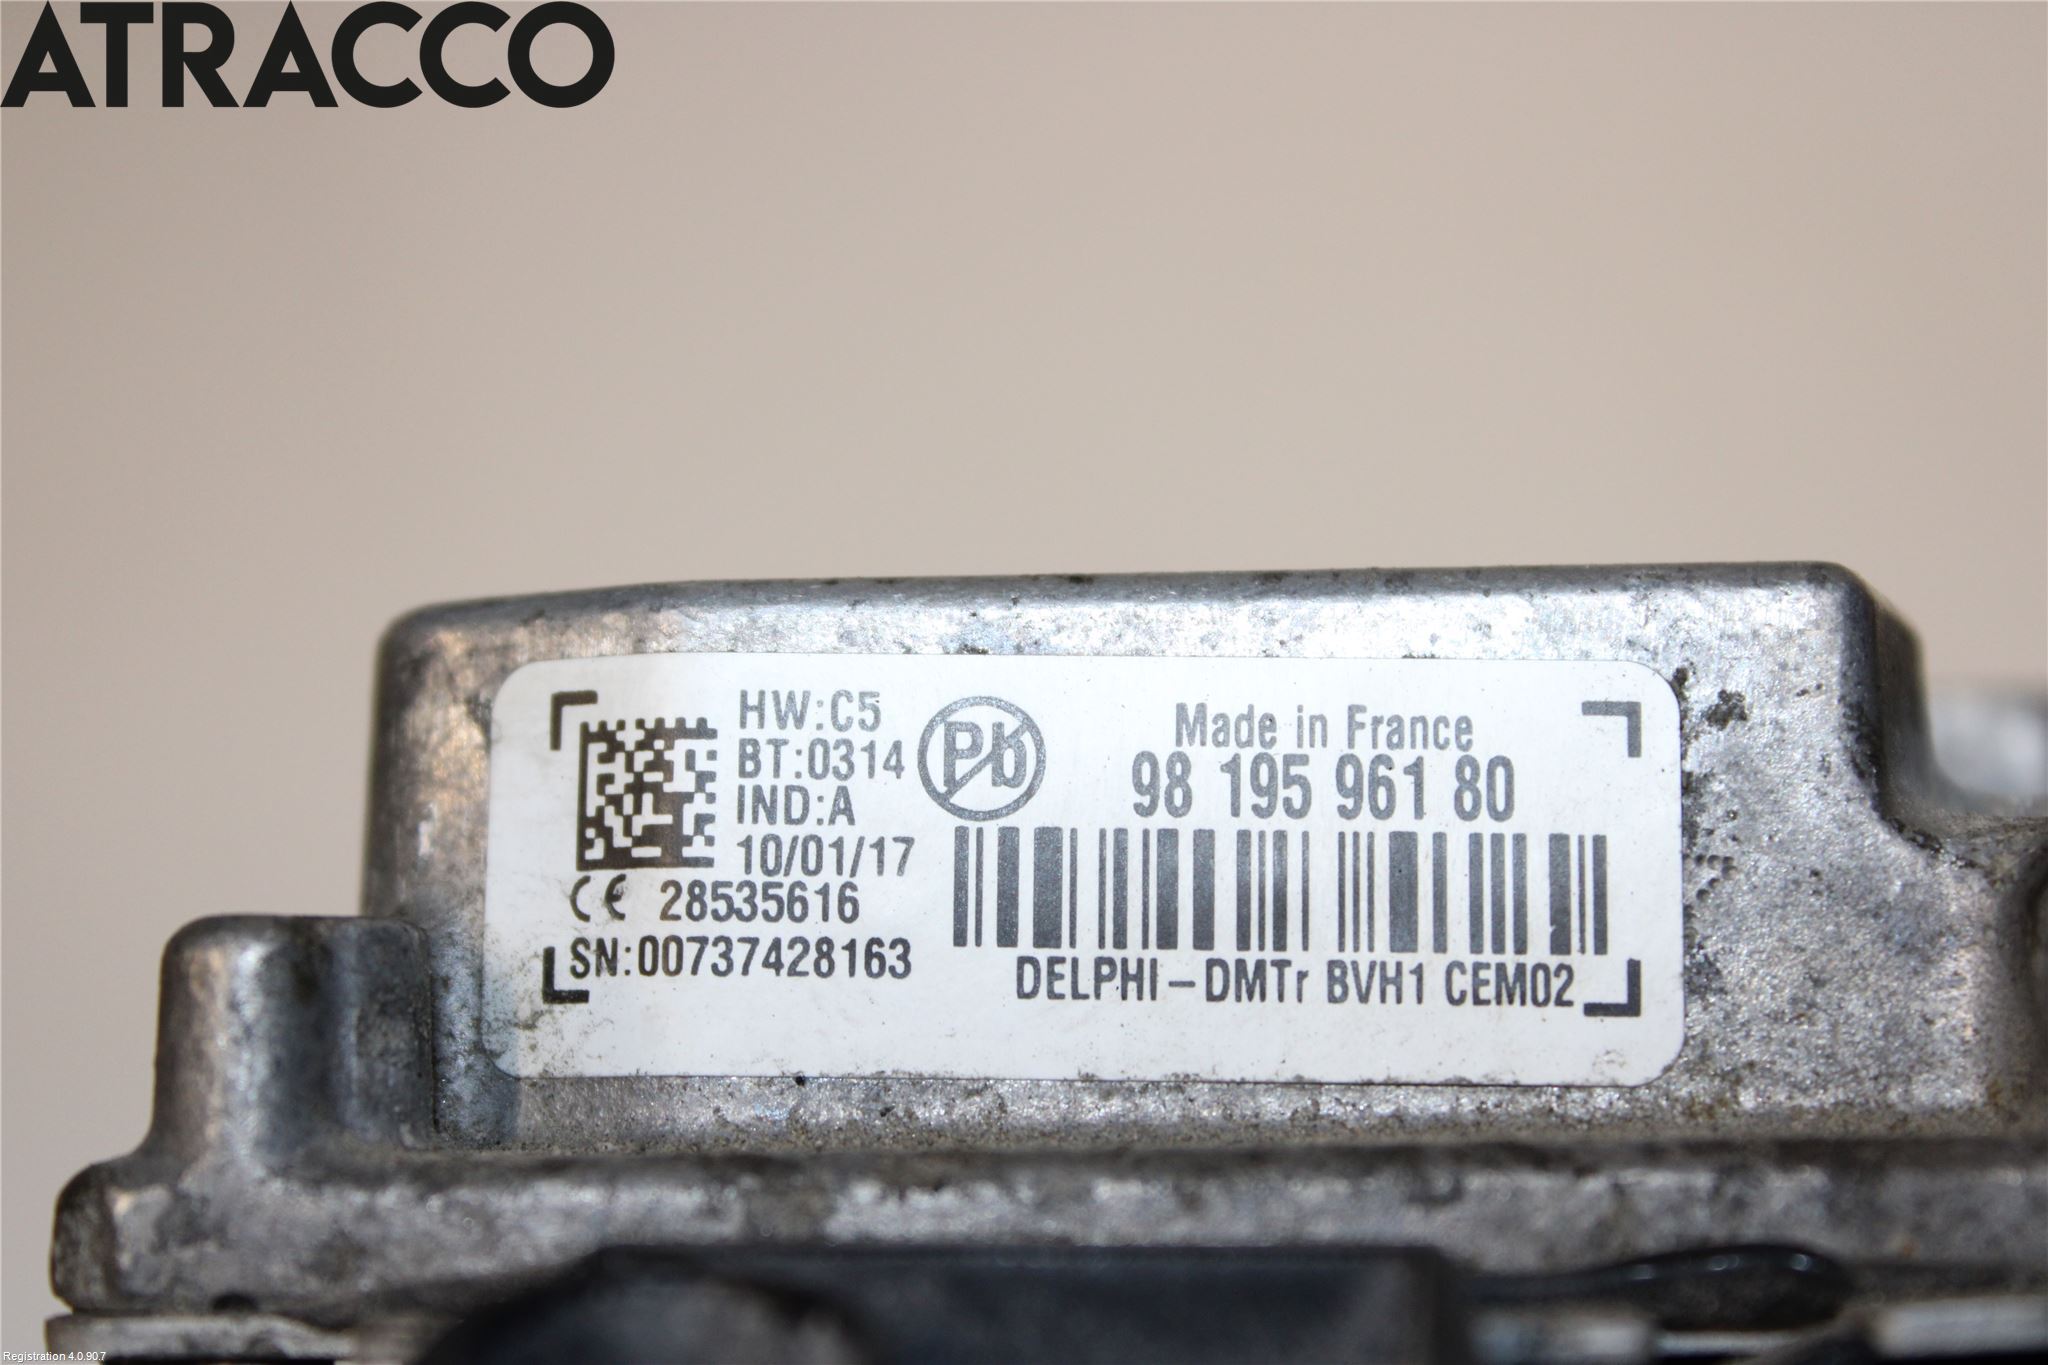 ATRACCO
HW:C5
BT:0314
IND:A
10/01/17
CE 28535616
SN:00737428163
Pb
Made in France
98 195 961 80
DELPHI-DMTr BVH1 CEM02
Registration 4.0.90.7